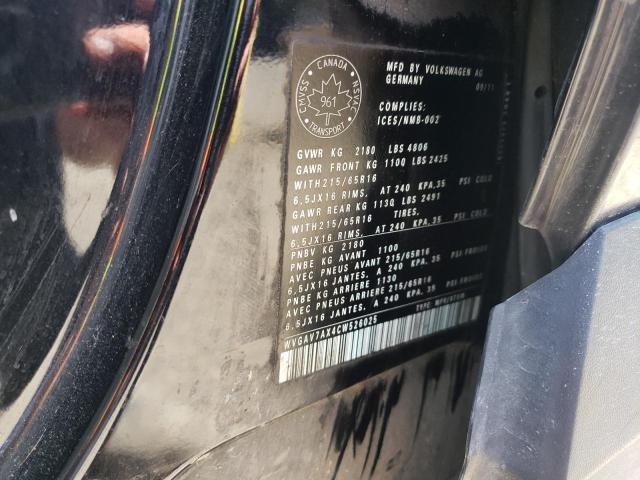 CANADA
CMVSS
NSVAC
961
TRANSPORT
MFD BY VOLKSWAGEN AG
GERMANY 09/11
COMPLIES:
ICES/NMB-002
GVWR KG 2180 LBS 4806
GAWR FRONT KG 1100 LBS 2425
WITH215/65R16
6,5JX16 RIMS, AT 240 KPA,35 PSI COLD
GAWR REAR KG 1130 LBS 2491
WITH215/65R16 TIRES,
6,5JX16 RIMS, AT 240 KPA,35 PSI COLD
PNBV KG 2180
PNBE KG AVANT 1100
AVEC PNEUS AVANT 215/65R16
6,5JX16 JANTES, A 240 KPA, 35 PSI FROID
PNBE KG ARRIERE 1130
AVEC PNEUS ARRIERE 215/65R16
6,5JX16 JANTES, A 240 KPA, 35 PSI FROID
WVGAV7AX4CW526025